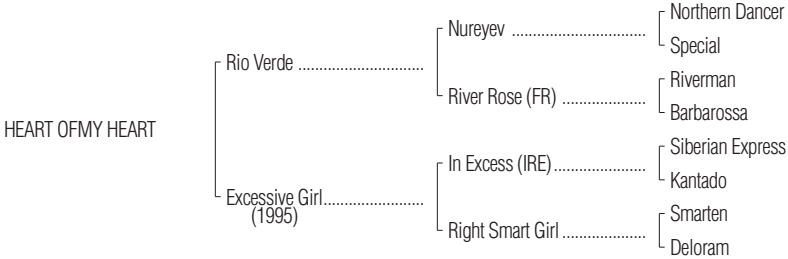 Northern Dancer
Nureyev ................................
Special
Rio Verde ..............................
Riverman
River Rose (FR) ....................
Barbarossa
HEART OFMY HEART
Siberian Express
In Excess (IRE)......................
Kantado
Excessive Girl........................
(1995)
Smarten
Right Smart Girl ....................
Deloram